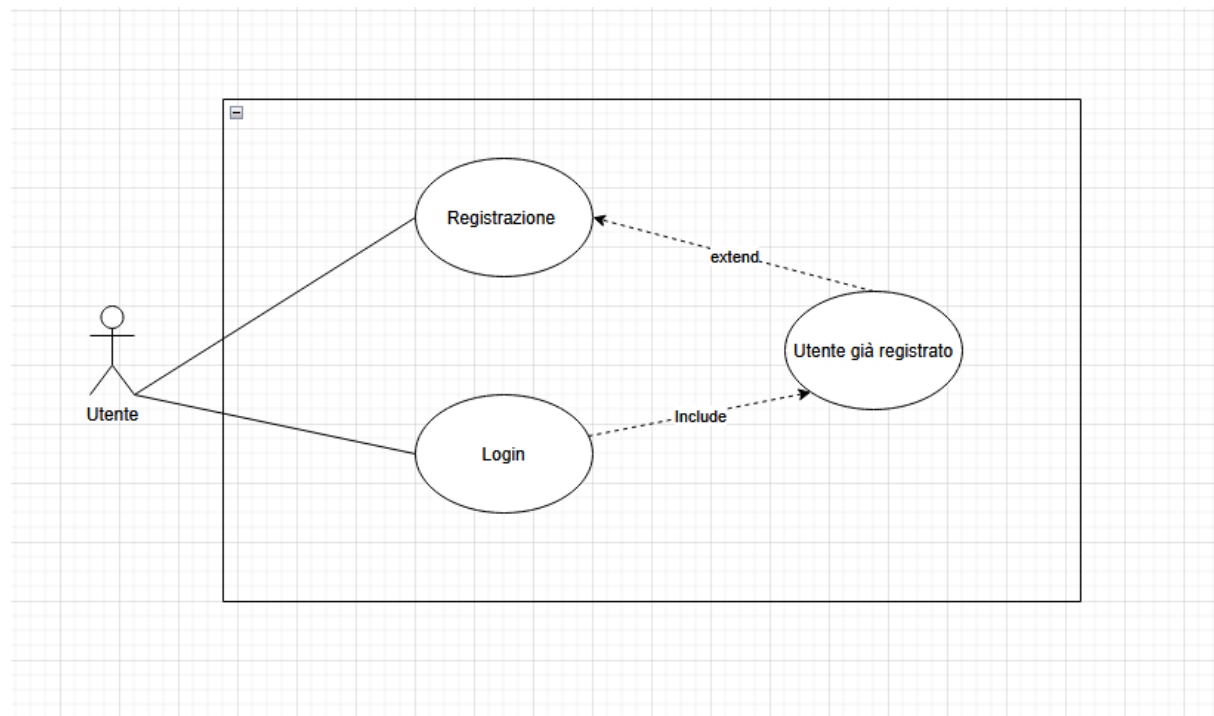 Registrazione
extend.
Utente già registrato
Include
Utente
Login